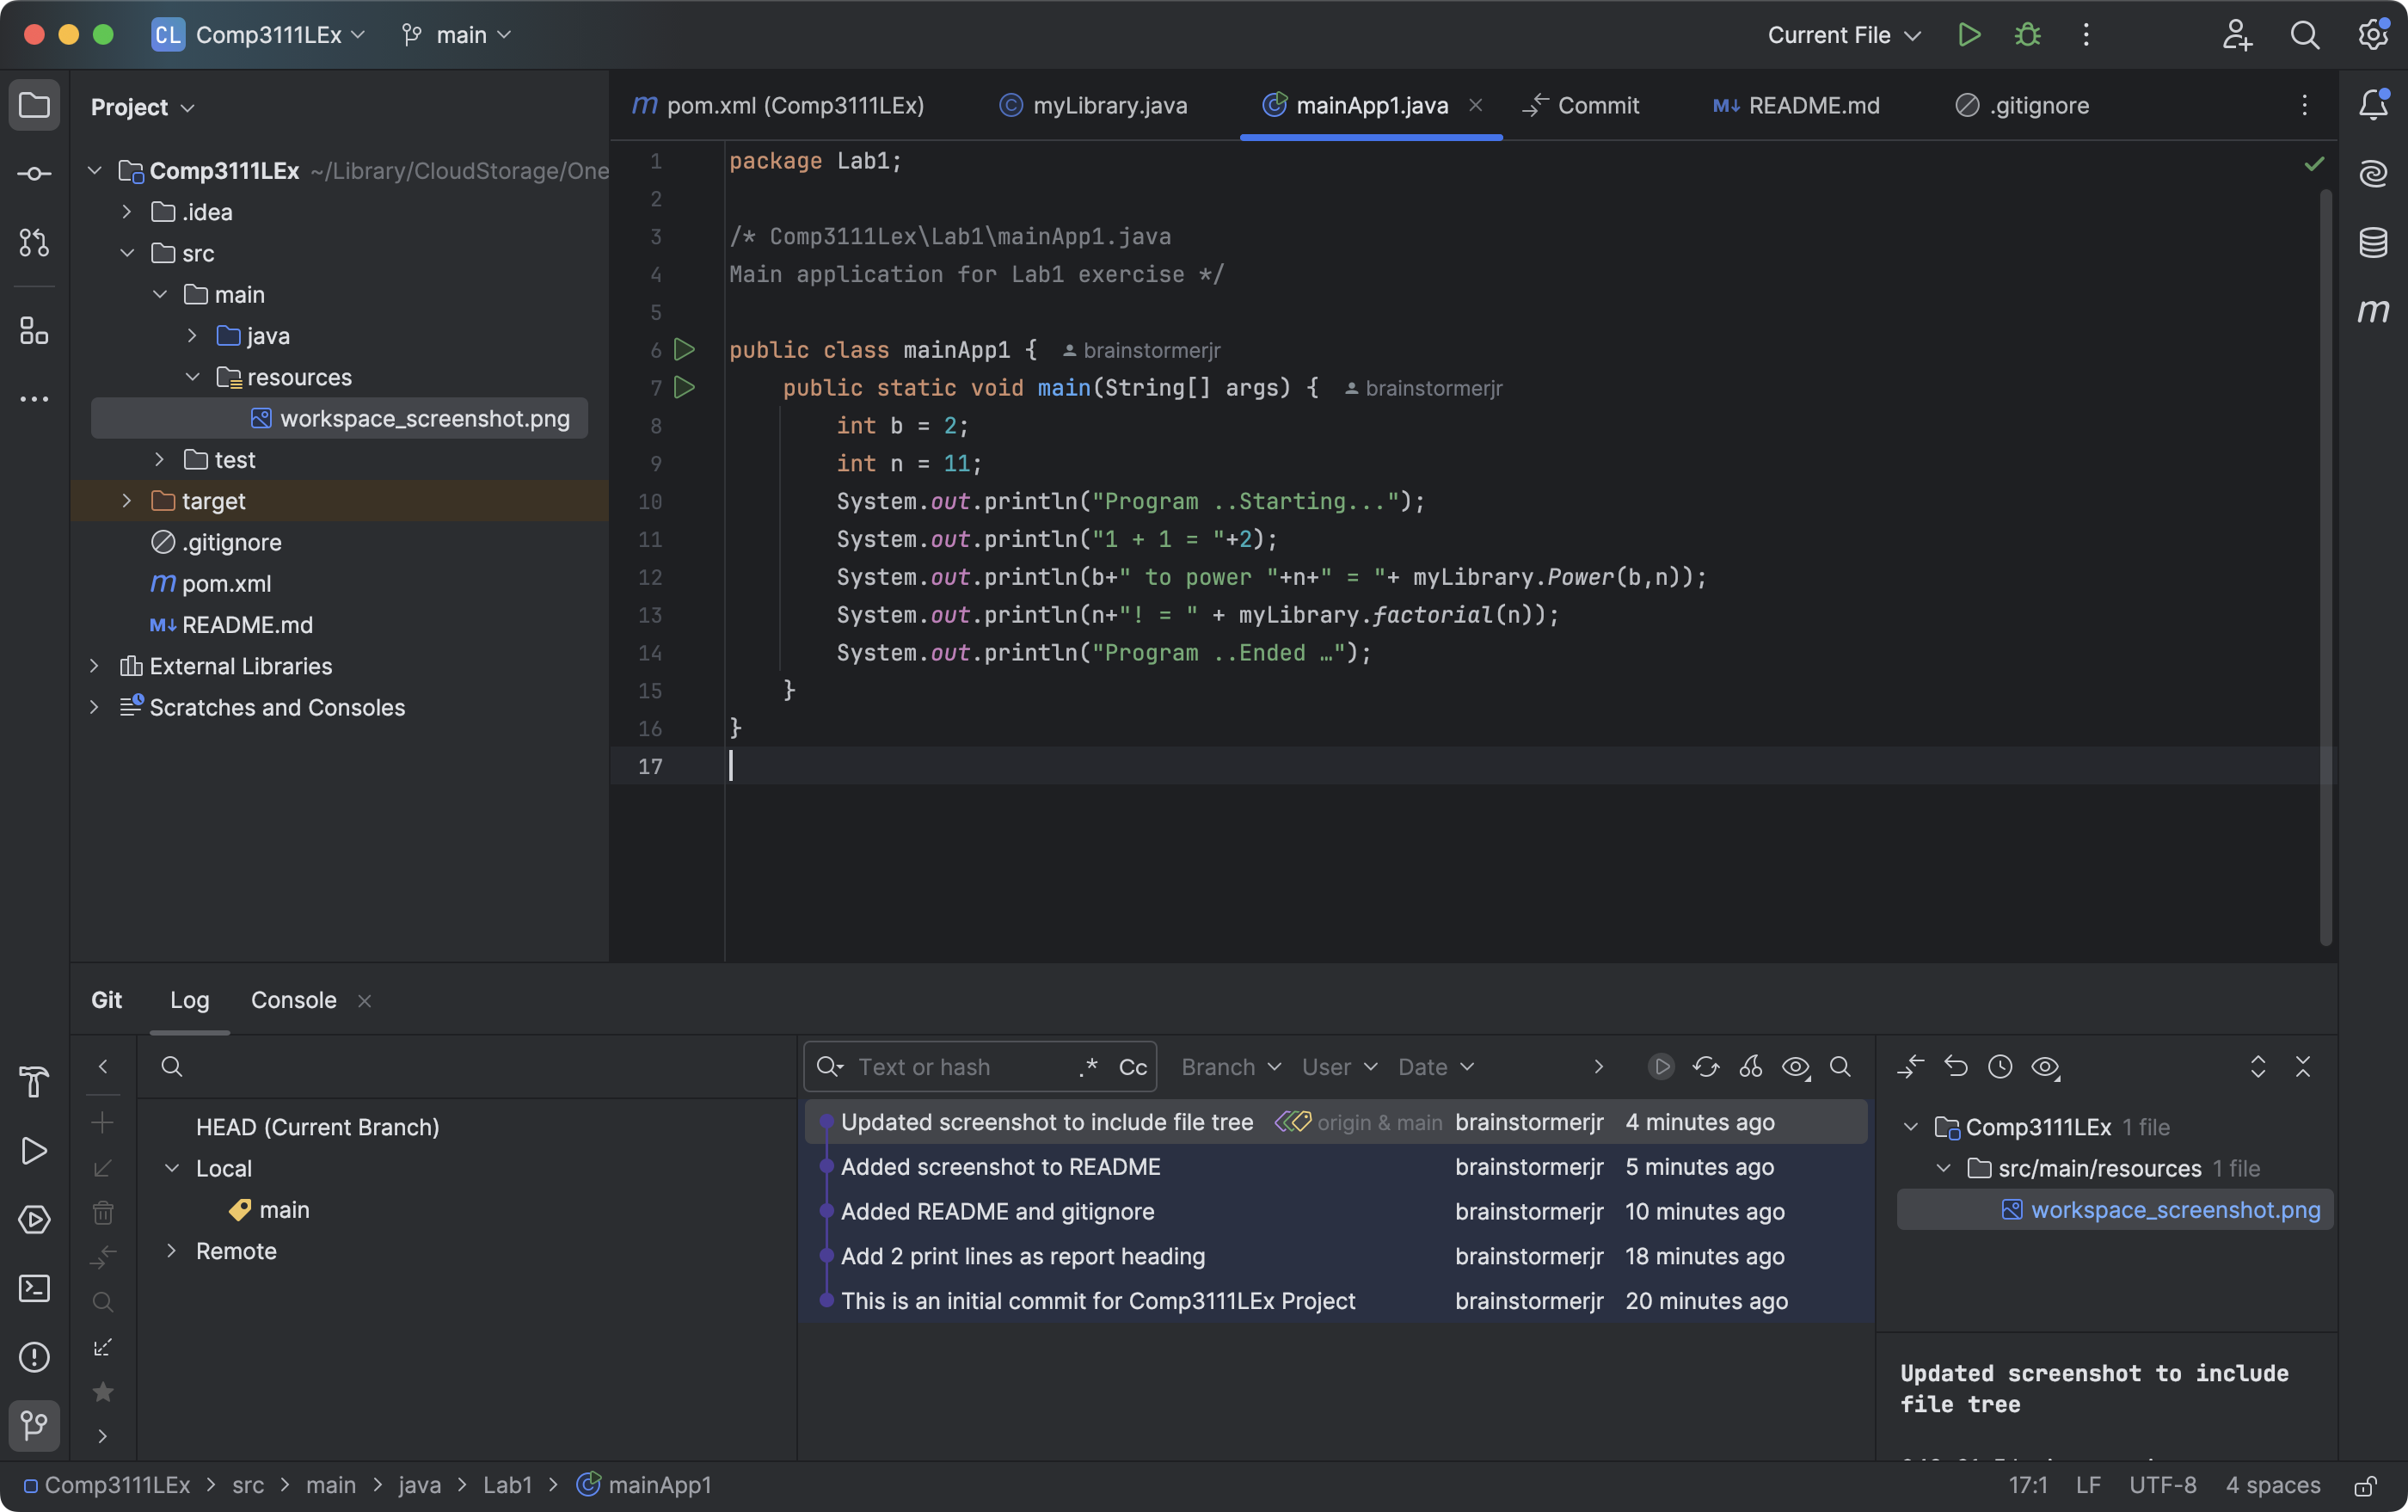 CL Comp3111LEx main Current File
Project
Comp3111LEx ~/Library/CloudStorage/One
.idea
src
main
java
resources
workspace_screenshot.png
test
target
.gitignore
pom.xml
README.md
External Libraries
Scratches and Consoles
pom.xml (Comp3111LEx) myLibrary.java mainApp1.java Commit README.md .gitignore
1 package Lab1;
2
3 /* Comp3111Lex\Lab1\mainApp1.java
4 Main application for Lab1 exercise */
5
6 public class mainApp1 { brainstormerjr
7 public static void main(String[] args) { brainstormerjr
8 int b = 2;
9 int n = 11;
10 System.out.println("Program ..Starting...");
11 System.out.println("1 + 1 = "+2);
12 System.out.println(b+" to power "+n+" = "+ myLibrary.Power(b,n));
13 System.out.println(n+"! = " + myLibrary.factorial(n));
14 System.out.println("Program ..Ended …");
15 }
16 }
17
Git Log Console
HEAD (Current Branch)
Local
main
Remote
Text or hash .* Cc Branch User Date
Updated screenshot to include file tree origin & main brainstormerjr 4 minutes ago
Added screenshot to README brainstormerjr 5 minutes ago
Added README and gitignore brainstormerjr 10 minutes ago
Add 2 print lines as report heading brainstormerjr 18 minutes ago
This is an initial commit for Comp3111LEx Project brainstormerjr 20 minutes ago
Comp3111LEx 1 file
src/main/resources 1 file
workspace_screenshot.png
Updated screenshot to include
file tree
Comp3111LEx > src > main > java > Lab1 > mainApp1 17:1 LF UTF-8 4 spaces